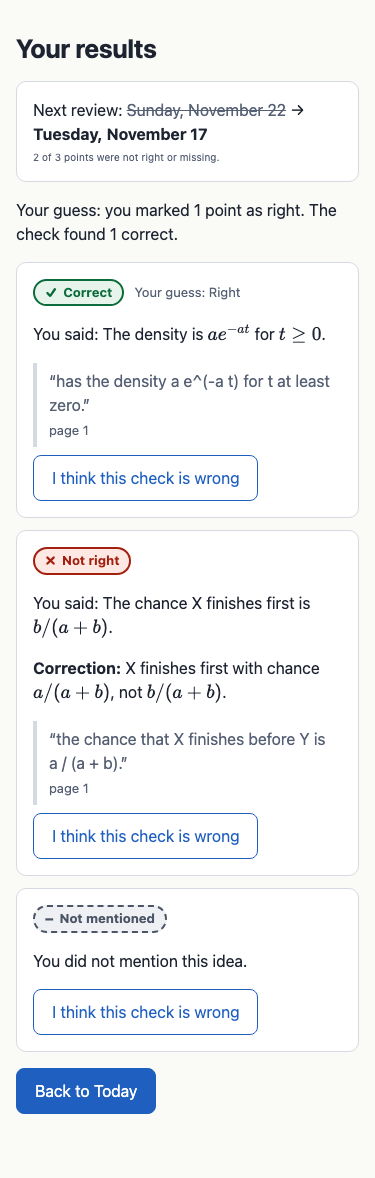 Your results
Next review: Sunday, November 22 →
Tuesday, November 17
2 of 3 points were not right or missing.
Your guess: you marked 1 point as right. The
check found 1 correct.
✓ Correct Your guess: Right
You said: The density is ae^{−at} for t ≥ 0.
“has the density a e^(-a t) for t at least
zero.”
page 1
I think this check is wrong
✕ Not right
You said: The chance X finishes first is
b/(a + b).
Correction: X finishes first with chance
a/(a + b), not b/(a + b).
“the chance that X finishes before Y is
a / (a + b).”
page 1
I think this check is wrong
– Not mentioned
You did not mention this idea.
I think this check is wrong
Back to Today